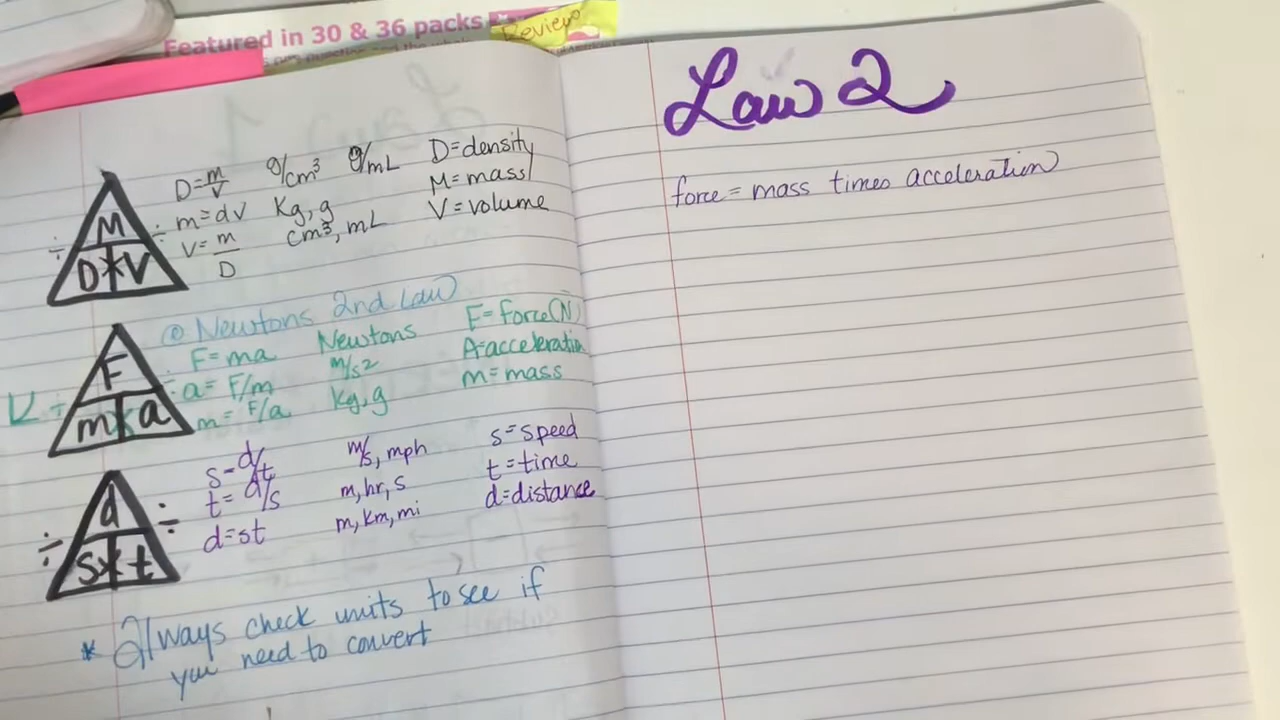 Featured in 30 & 36 packs
Review
Law 2
force = mass times acceleration
M
D*V
÷
÷
D=m/V g/cm³ g/mL D=density
m=dv Kg, g M=mass
V=m/D cm³, mL V=volume
@ Newtons 2nd Law
F
m*a
÷
÷
F=ma Newtons F=force(N)
a=F/m m/s2 A=acceleration
m=F/a kg, g m=mass
d
s*t
÷
÷
s=d/t m/s, mph s=speed
t=d/s m, hr, s t=time
d=st m, km, mi d=distance
* Always check units to see if
you need to convert